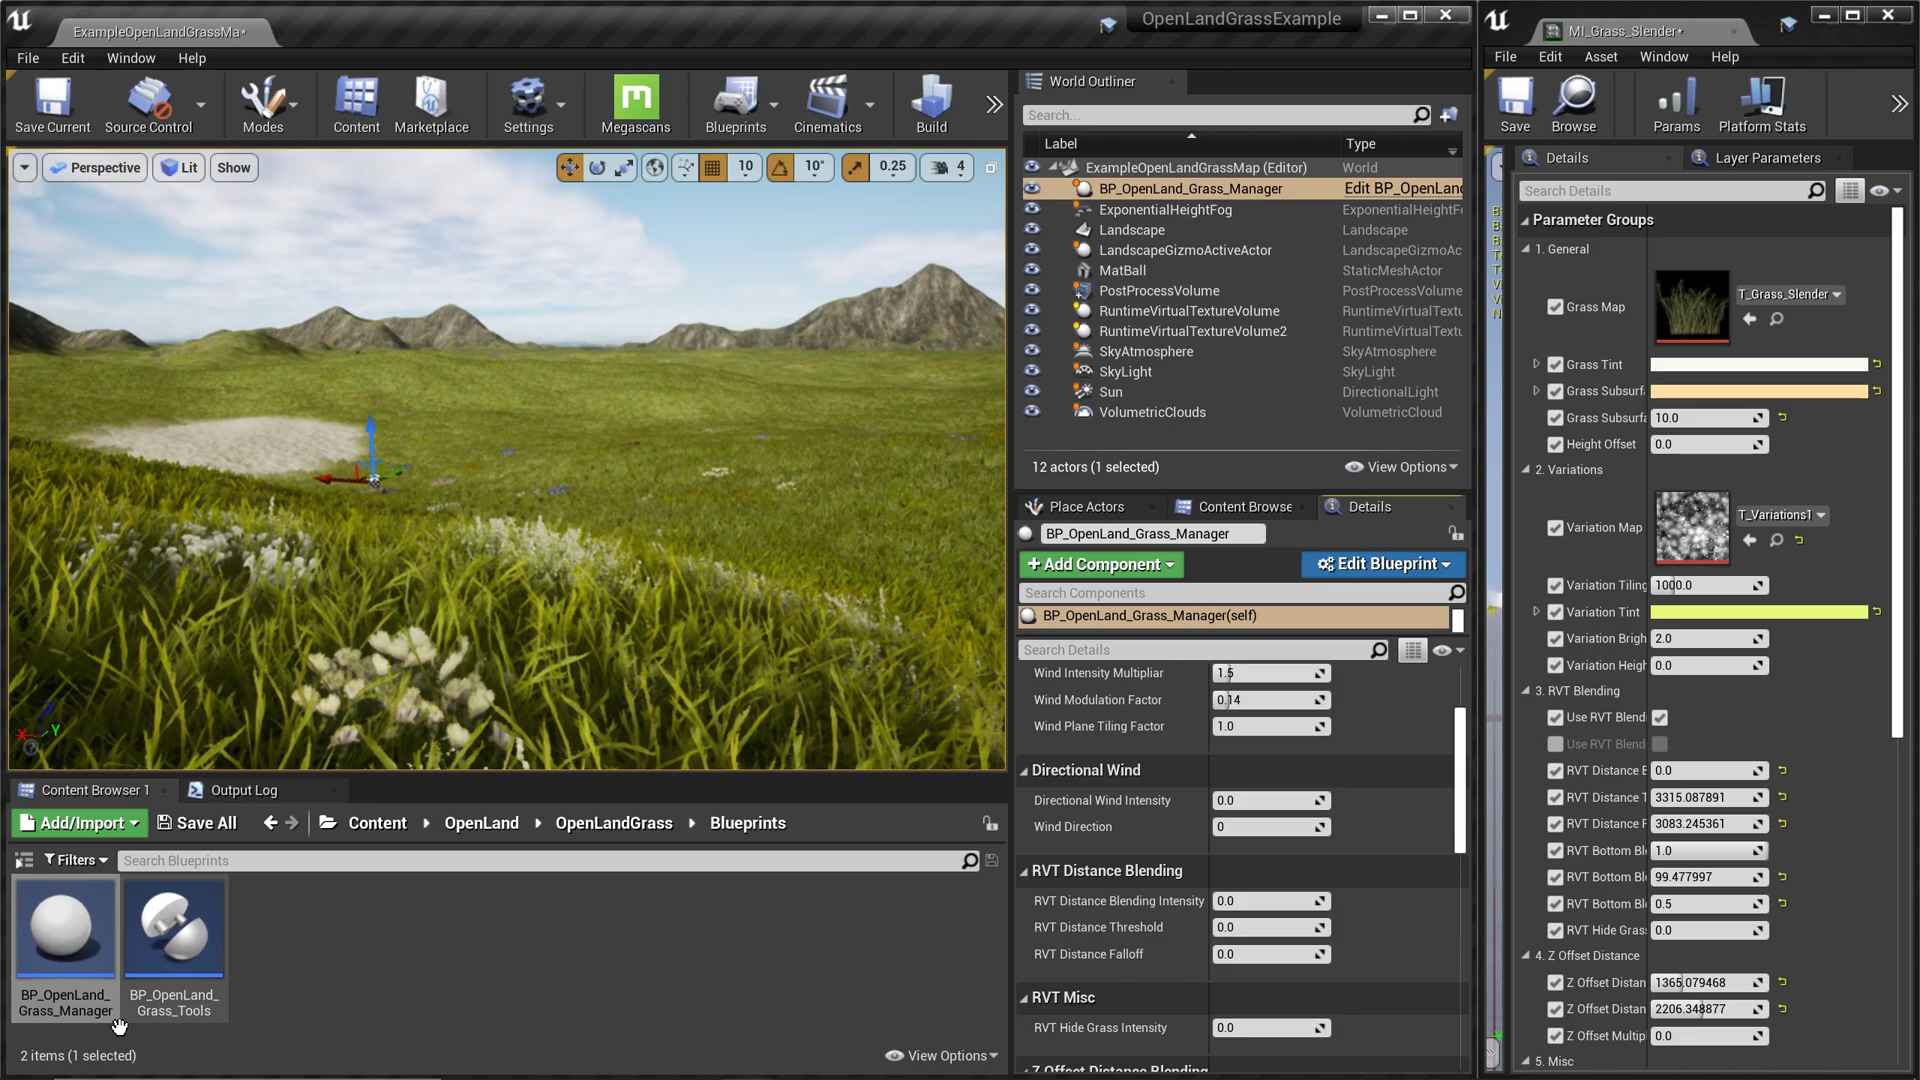 ExampleOpenLandGrassMa*
OpenLandGrassExample
File Edit Window Help
Save Current
Source Control
Modes
Content
Marketplace
Settings
Megascans
Blueprints
Cinematics
Build
Perspective
Lit
Show
10
10°
0.25
4
Z
X
Y
Content Browser 1
Output Log
Add/Import
Save All
Content
OpenLand
OpenLandGrass
Blueprints
Filters
Search Blueprints
BP_OpenLand_
Grass_Manager
BP_OpenLand_
Grass_Tools
2 items (1 selected)
View Options
World Outliner
Search...
Label Type
ExampleOpenLandGrassMap (Editor) World
BP_OpenLand_Grass_Manager Edit BP_OpenLand
ExponentialHeightFog ExponentialHeightF
Landscape Landscape
LandscapeGizmoActiveActor LandscapeGizmoAc
MatBall StaticMeshActor
PostProcessVolume PostProcessVolume
RuntimeVirtualTextureVolume RuntimeVirtualTextu
RuntimeVirtualTextureVolume2 RuntimeVirtualTextu
SkyAtmosphere SkyAtmosphere
SkyLight SkyLight
Sun DirectionalLight
VolumetricClouds VolumetricCloud
12 actors (1 selected)
View Options
Place Actors
Content Browse
Details
BP_OpenLand_Grass_Manager
+ Add Component
Edit Blueprint
Search Components
BP_OpenLand_Grass_Manager(self)
Search Details
Wind Intensity Multipliar 1.5
Wind Modulation Factor 0.14
Wind Plane Tiling Factor 1.0
Directional Wind
Directional Wind Intensity 0.0
Wind Direction 0
RVT Distance Blending
RVT Distance Blending Intensity 0.0
RVT Distance Threshold 0.0
RVT Distance Falloff 0.0
RVT Misc
RVT Hide Grass Intensity 0.0
Z Offset Distance Blending
MI_Grass_Slender*
File Edit Asset Window Help
Save
Browse
Params
Platform Stats
Details
Layer Parameters
Search Details
Parameter Groups
1. General
Grass Map T_Grass_Slender
Grass Tint
Grass Subsurf
Grass Subsurfa 10.0
Height Offset 0.0
2. Variations
Variation Map T_Variations1
Variation Tiling 1000.0
Variation Tint
Variation Brigh 2.0
Variation Heigh 0.0
3. RVT Blending
Use RVT Blendi
Use RVT Blend
RVT Distance B 0.0
RVT Distance T 3315.087891
RVT Distance F 3083.245361
RVT Bottom Ble 1.0
RVT Bottom Ble 99.477997
RVT Bottom Ble 0.5
RVT Hide Gras 0.0
4. Z Offset Distance
Z Offset Distan 1365.079468
Z Offset Distan 2206.348877
Z Offset Multip 0.0
5. Misc